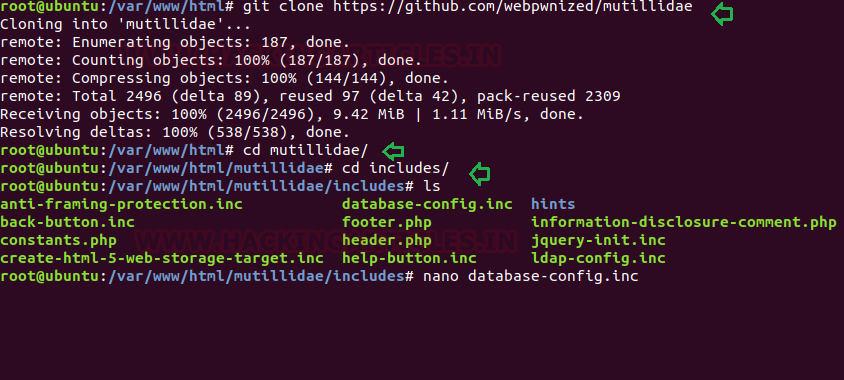 root@ubuntu:/var/www/html# git clone https://github.com/webpwnized/mutillidae
Cloning into 'mutillidae'...
remote: Enumerating objects: 187, done.
remote: Counting objects: 100% (187/187), done.
remote: Compressing objects: 100% (144/144), done.
remote: Total 2496 (delta 89), reused 97 (delta 42), pack-reused 2309
Receiving objects: 100% (2496/2496), 9.42 MiB | 1.11 MiB/s, done.
Resolving deltas: 100% (538/538), done.
root@ubuntu:/var/www/html# cd mutillidae/
root@ubuntu:/var/www/html/mutillidae# cd includes/
root@ubuntu:/var/www/html/mutillidae/includes# ls
anti-framing-protection.inc database-config.inc hints
back-button.inc footer.php information-disclosure-comment.php
constants.php header.php jquery-init.inc
create-html-5-web-storage-target.inc help-button.inc ldap-config.inc
root@ubuntu:/var/www/html/mutillidae/includes# nano database-config.inc
WWW.HACKINGARTICLES.IN
WWW.HACKINGARTICLES.IN